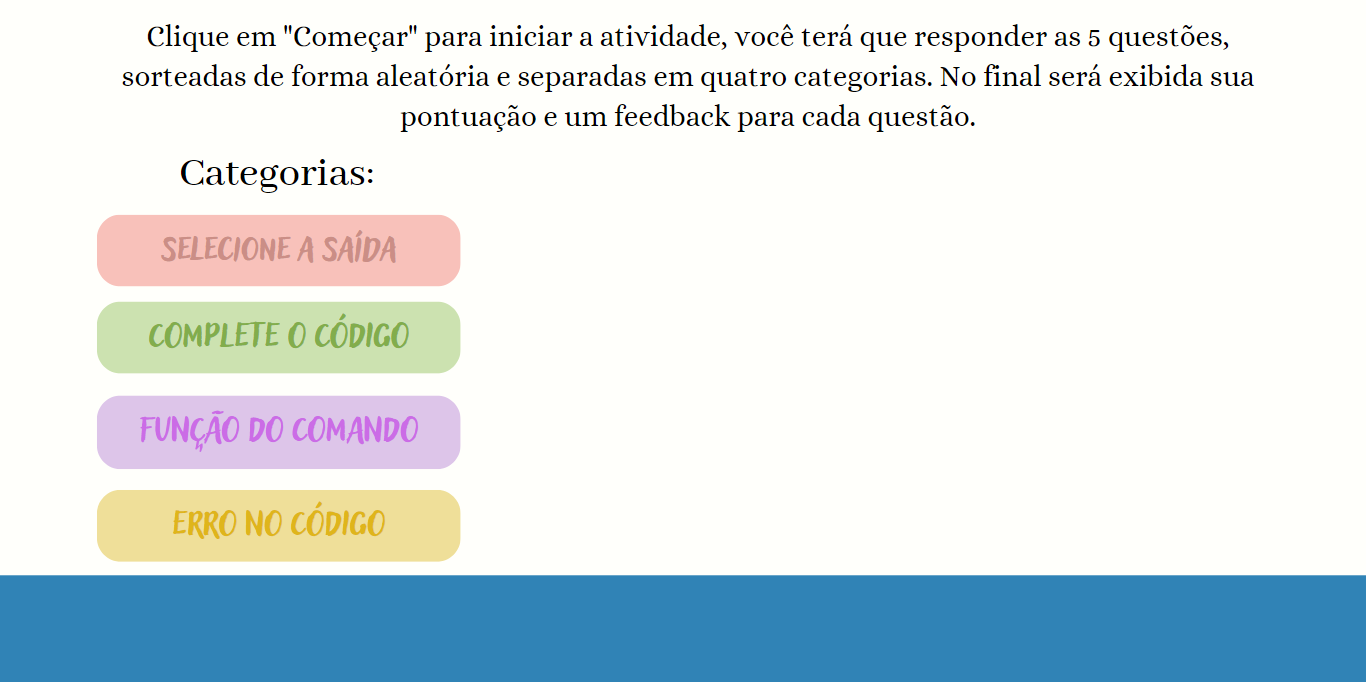 Clique em "Começar" para iniciar a atividade, você terá que responder as 5 questões,
sorteadas de forma aleatória e separadas em quatro categorias. No final será exibida sua
pontuação e um feedback para cada questão.
Categorias:
SELECIONE A SAÍDA
COMPLETE O CÓDIGO
FUNÇÃO DO COMANDO
ERRO NO CÓDIGO